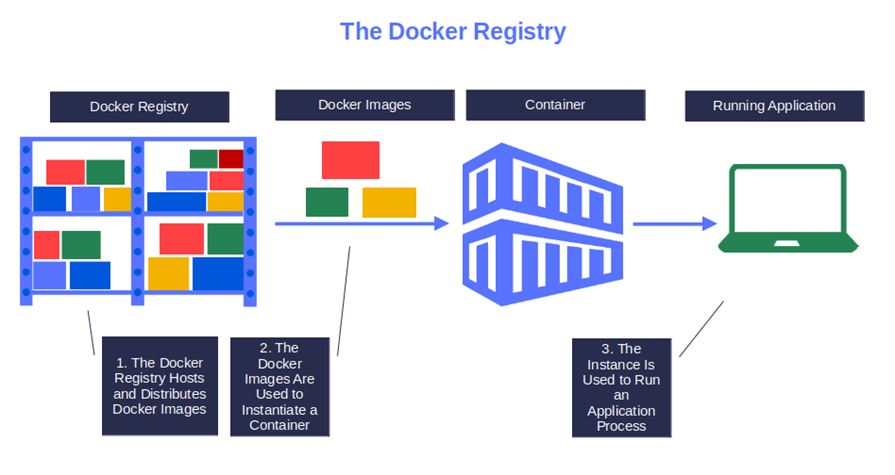 The Docker Registry
Docker Registry
Docker Images
Container
Running Application
1. The Docker
Registry Hosts
and Distributes
Docker Images
2. The
Docker
Images Are
Used to
Instantiate a
Container
3. The
Instance Is
Used to Run
an
Application
Process